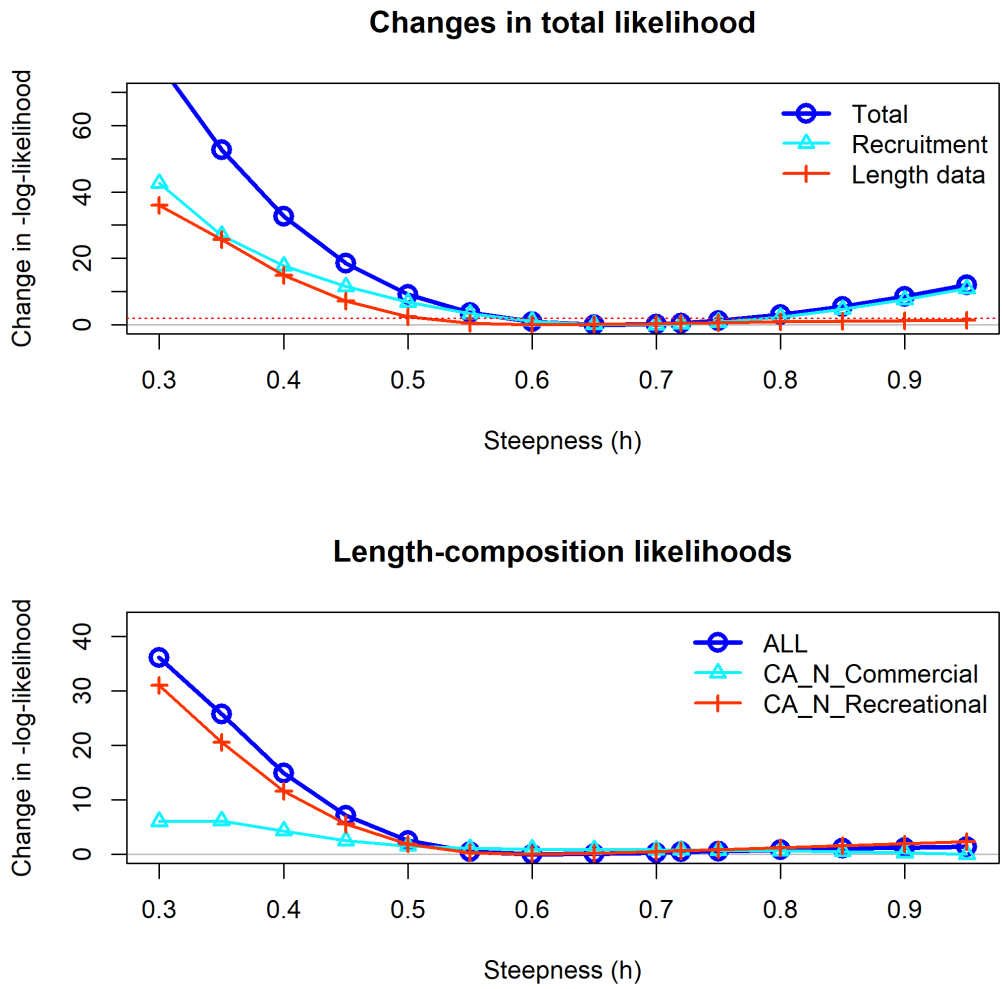 Changes in total likelihood
Change in -log-likelihood
60
40
20
0
Total
Recruitment
Length data
0.3 0.4 0.5 0.6 0.7 0.8 0.9
Steepness (h)
Length-composition likelihoods
Change in -log-likelihood
40
30
20
10
0
ALL
CA_N_Commercial
CA_N_Recreational
0.3 0.4 0.5 0.6 0.7 0.8 0.9
Steepness (h)